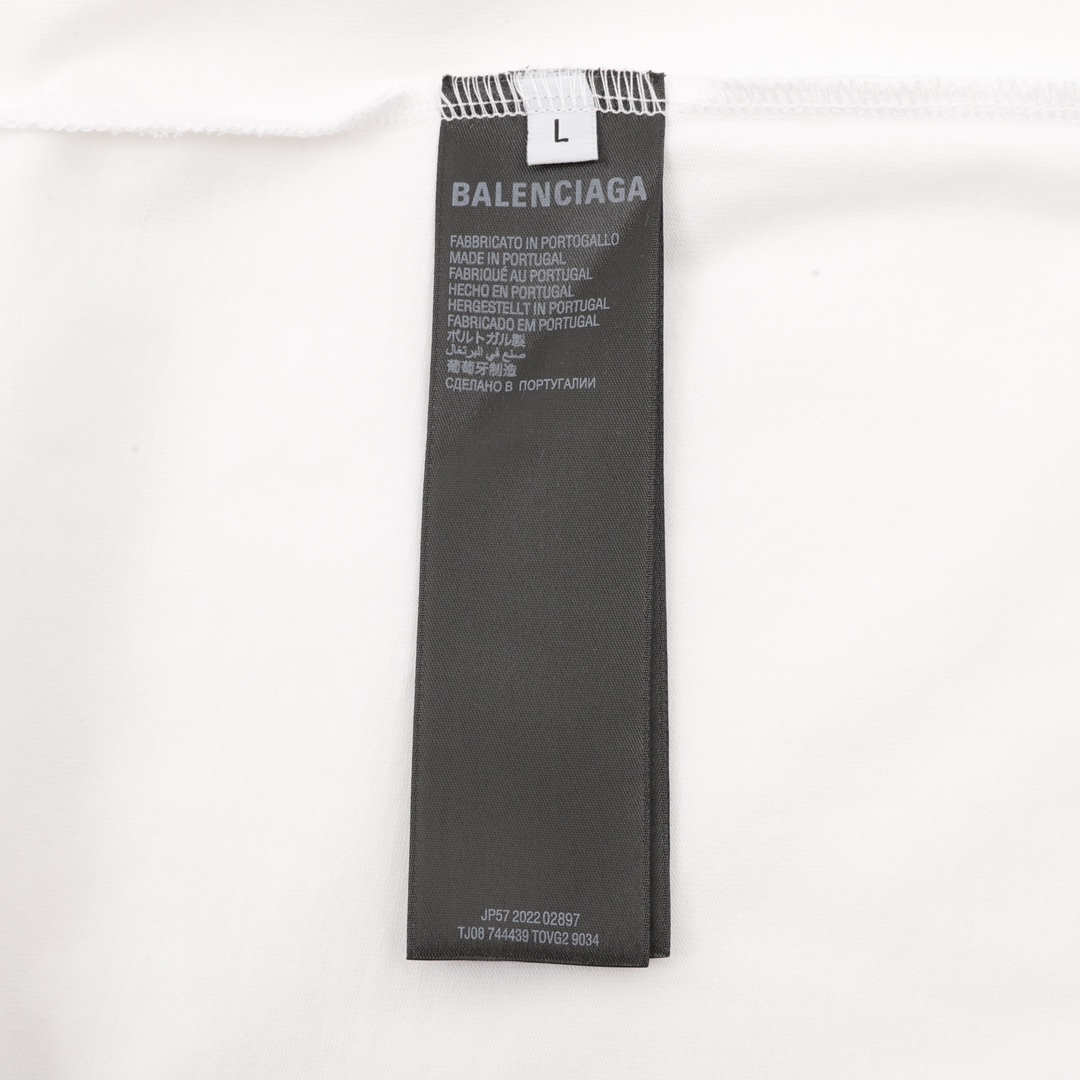 L
BALENCIAGA
FABBRICATO IN PORTOGALLO
MADE IN PORTUGAL
FABRIQUÉ AU PORTUGAL
HECHO EN PORTUGAL
HERGESTELLT IN PORTUGAL
FABRICADO EM PORTUGAL
ポルトガル製
صنع في البرتغال
葡萄牙制造
СДЕЛАНО В ПОРТУГАЛИИ
JP57 2022 02897
TJ08 744439 TOVG2 9034